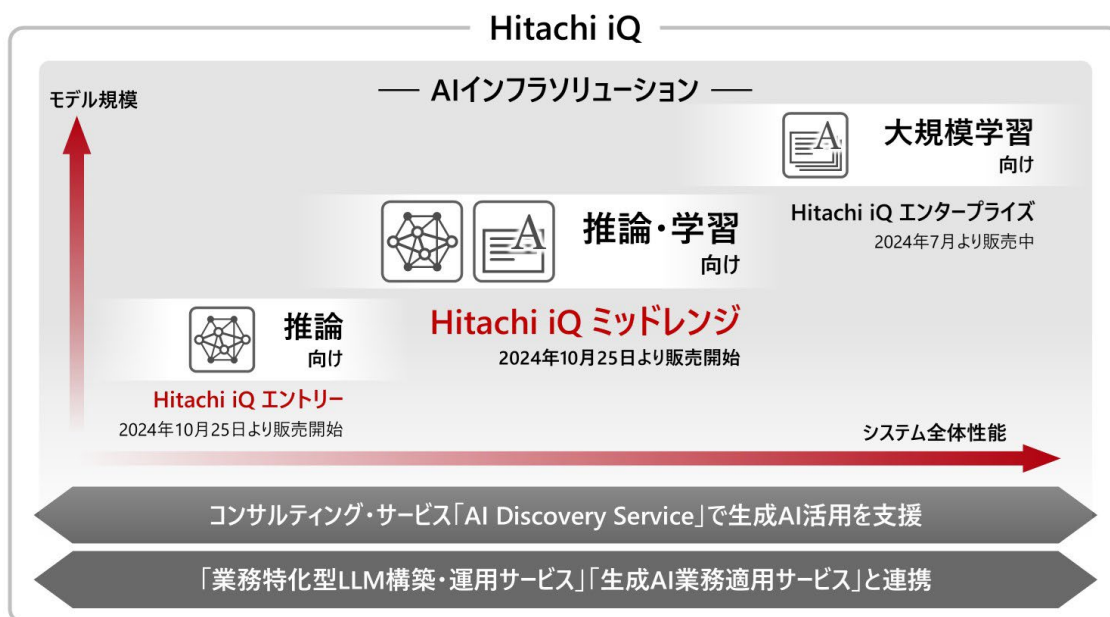 Hitachi iQ
AIインフラソリューション
モデル規模
大規模学習
向け
Hitachi iQ エンタープライズ
2024年7月より販売中
推論・学習
向け
Hitachi iQ ミッドレンジ
2024年10月25日より販売開始
推論
向け
Hitachi iQ エントリー
2024年10月25日より販売開始
システム全体性能
コンサルティング・サービス「AI Discovery Service」で生成AI活用を支援
「業務特化型LLM構築・運用サービス」「生成AI業務適用サービス」と連携